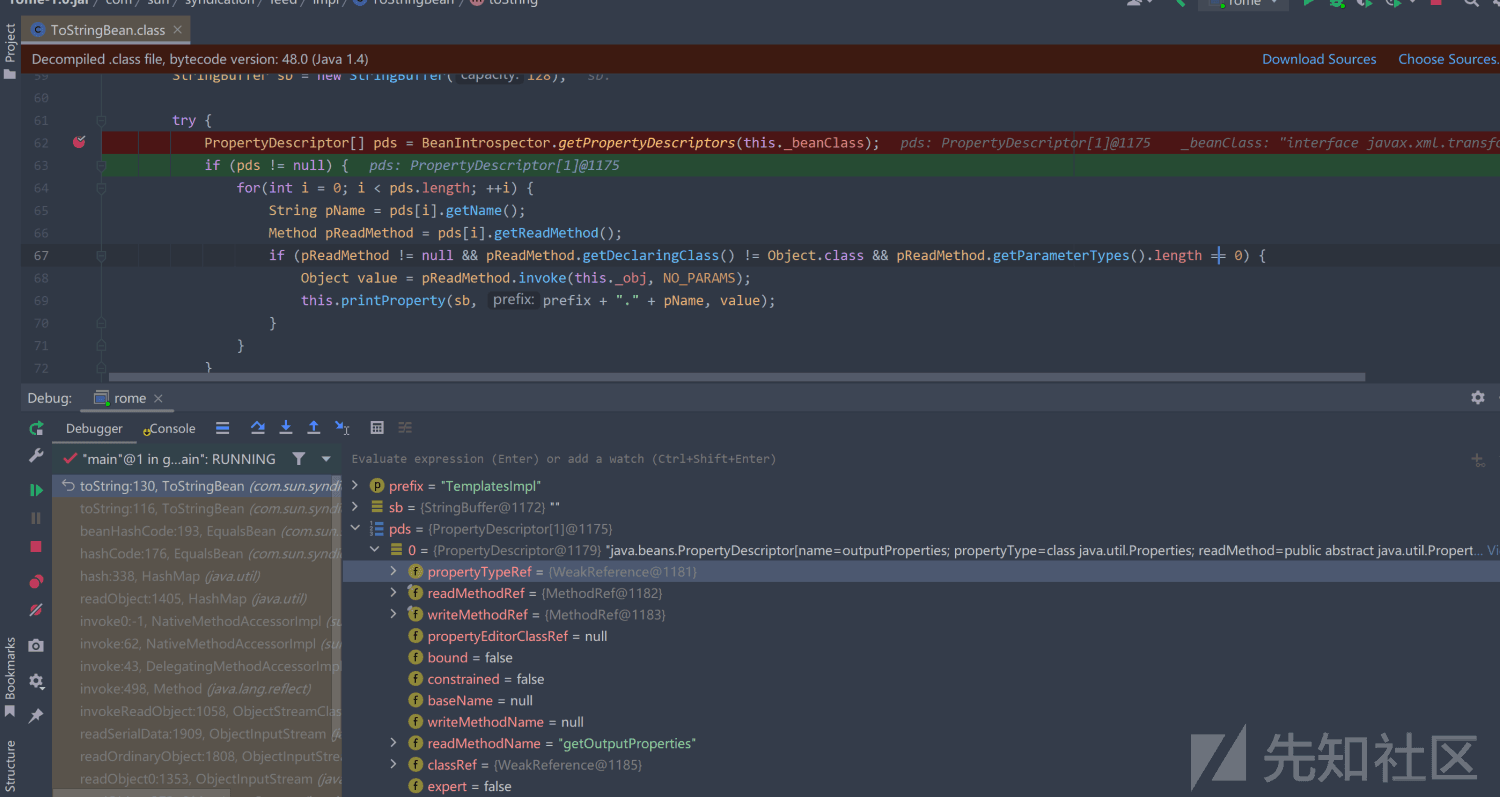 rome-1.0.jar / com / sun / syndication / feed / impl / ToStringBean / toString
rome
Project
ToStringBean.class
Decompiled .class file, bytecode version: 48.0 (Java 1.4)
Download Sources
Choose Sources.
59 StringBuffer sb = new StringBuffer( capacity: 128); sb:
60
61 try {
62 PropertyDescriptor[] pds = BeanIntrospector.getPropertyDescriptors(this._beanClass); pds: PropertyDescriptor[1]@1175 _beanClass: "interface javax.xml.transfo
63 if (pds != null) { pds: PropertyDescriptor[1]@1175
64 for(int i = 0; i < pds.length; ++i) {
65 String pName = pds[i].getName();
66 Method pReadMethod = pds[i].getReadMethod();
67 if (pReadMethod != null && pReadMethod.getDeclaringClass() != Object.class && pReadMethod.getParameterTypes().length == 0) {
68 Object value = pReadMethod.invoke(this._obj, NO_PARAMS);
69 this.printProperty(sb, prefix: prefix + "." + pName, value);
70 }
71 }
72 }
Debug: rome
Debugger Console
"main"@1 in g...ain": RUNNING
Evaluate expression (Enter) or add a watch (Ctrl+Shift+Enter)
toString:130, ToStringBean (com.sun.syndi
toString:116, ToStringBean (com.sun.syndi
beanHashCode:193, EqualsBean (com.sun.
hashCode:176, EqualsBean (com.sun.syndi
hash:338, HashMap (java.util)
readObject:1405, HashMap (java.util)
invoke0:-1, NativeMethodAccessorImpl (s
invoke:62, NativeMethodAccessorImpl (su
invoke:43, DelegatingMethodAccessorImpl
invoke:498, Method (java.lang.reflect)
invokeReadObject:1058, ObjectStreamClas
readSerialData:1909, ObjectInputStream (j
readOrdinaryObject:1808, ObjectInputStre
readObject0:1353, ObjectInputStream (jav
prefix = "TemplatesImpl"
sb = {StringBuffer@1172} ""
pds = {PropertyDescriptor[1]@1175}
0 = {PropertyDescriptor@1179} "java.beans.PropertyDescriptor[name=outputProperties; propertyType=class java.util.Properties; readMethod=public abstract java.util.Propert... Vi
propertyTypeRef = {WeakReference@1181}
readMethodRef = {MethodRef@1182}
writeMethodRef = {MethodRef@1183}
propertyEditorClassRef = null
bound = false
constrained = false
baseName = null
writeMethodName = null
readMethodName = "getOutputProperties"
classRef = {WeakReference@1185}
expert = false
Bookmarks
Structure
先知社区